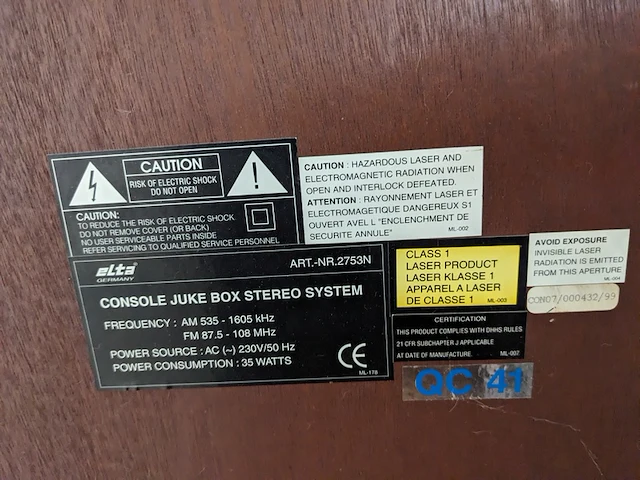 CAUTION
RISK OF ELECTRIC SHOCK
DO NOT OPEN
CAUTION:
TO REDUCE THE RISK OF ELECTRIC SHOCK
DO NOT REMOVE COVER (OR BACK)
NO USER SERVICEABLE PARTS INSIDE
REFER SERVICING TO QUALIFIED SERVICE PERSONNEL
CAUTION : HAZARDOUS LASER AND
ELECTROMAGNETIC RADIATION WHEN
OPEN AND INTERLOCK DEFEATED.
ATTENTION : RAYONNEMENT LASER ET
ELECTROMAGETIQUE DANGEREUX S1
OUVERT AVEL L "ENCLENCHMENT DE
SECURITE ANNULE"
ML-002
elta
GERMANY
ART.-NR.2753N
CONSOLE JUKE BOX STEREO SYSTEM
FREQUENCY : AM 535 - 1605 kHz
FM 87.5 - 108 MHz
POWER SOURCE : AC (~) 230V/50 Hz
POWER CONSUMPTION : 35 WATTS
CE
ML-178
CLASS 1
LASER PRODUCT
LASER KLASSE 1
APPAREL A LASER
DE CLASSE 1
ML-003
AVOID EXPOSURE
INVISIBLE LASER
RADIATION IS EMITTED
FROM THIS APERTURE
ML-004
CON07/000432/99
CERTIFICATION
THIS PRODUCT COMPLIES WITH DHHS RULES
21 CFR SUBCHAPTER J APPLICABLE
AT DATE OF MANUFACTURE.
ML-007
QC 41